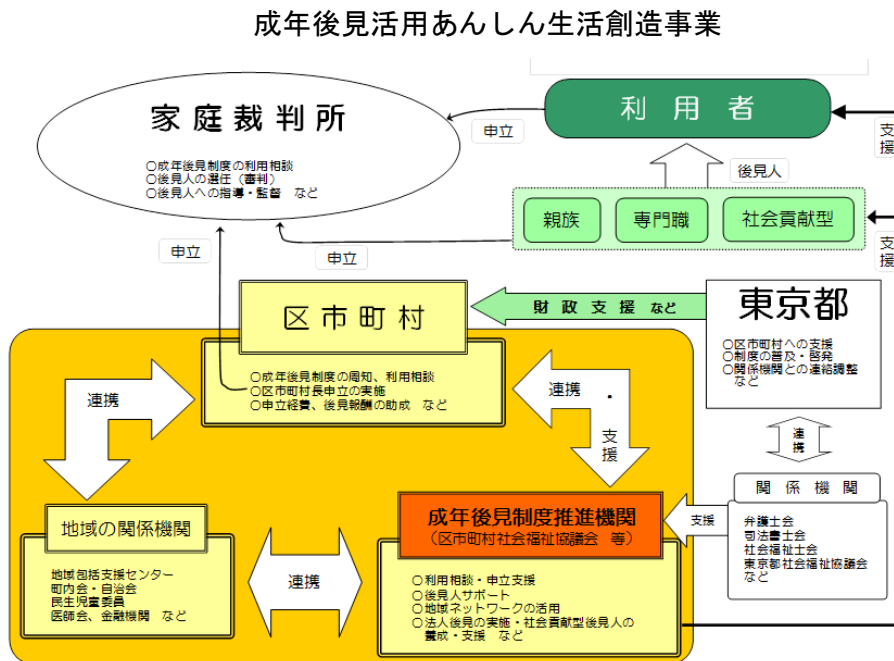 成年後見活用あんしん生活創造事業
家庭裁判所
○成年後見制度の利用相談
○後見人の選任（審判）
○後見人への指導・監督　など
申立
利用者
支援
後見人
親族
専門職
社会貢献型
支援
申立
申立
区市町村
○成年後見制度の周知、利用相談
○区市町村長申立の実施
○申立経費、後見報酬の助成　など
財政支援など
東京都
○区市町村への支援
○制度の普及・啓発
○関係機関との連絡調整
など
連携
連携・支援
連携
地域の関係機関
地域包括支援センター
町内会・自治会
民生児童委員
医師会、金融機関　など
連携
成年後見制度推進機関
（区市町村社会福祉協議会　等）
○利用相談・申立支援
○後見人サポート
○地域ネットワークの活用
○法人後見の実施・社会貢献型後見人の
養成・支援　など
支援
関係機関
弁護士会
司法書士会
社会福祉士会
東京都社会福祉協議会
など